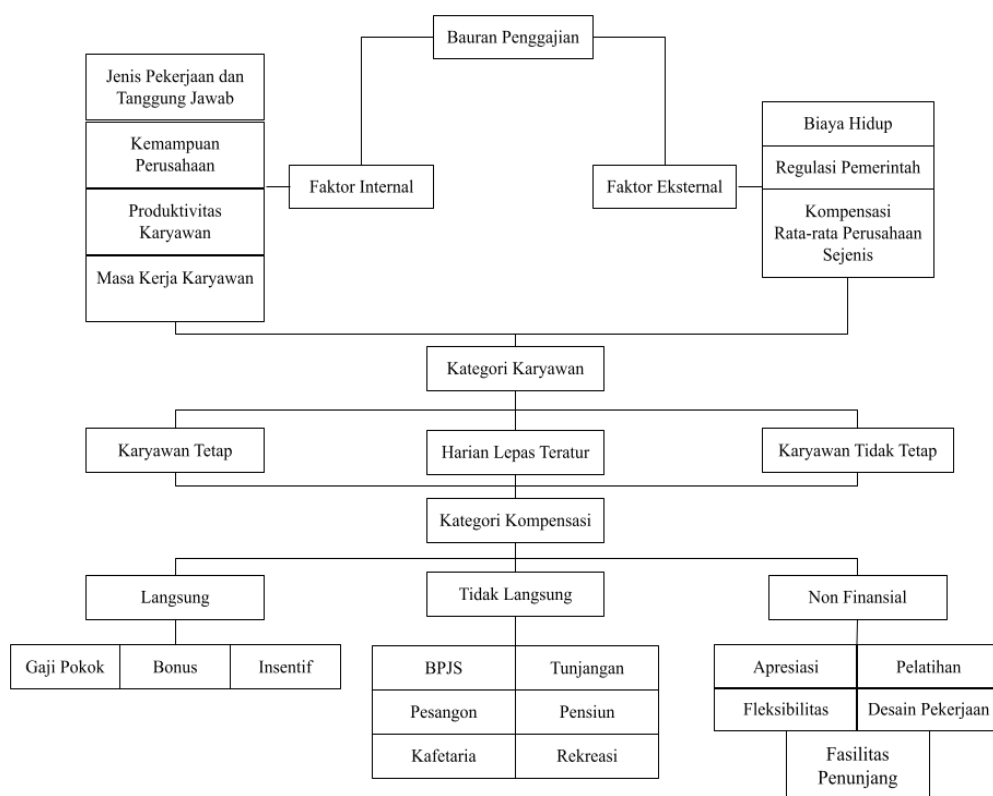 Bauran Penggajian
Jenis Pekerjaan dan
Tanggung Jawab
Kemampuan
Perusahaan
Produktivitas
Karyawan
Masa Kerja Karyawan
Faktor Internal
Faktor Eksternal
Biaya Hidup
Regulasi Pemerintah
Kompensasi
Rata-rata Perusahaan
Sejenis
Kategori Karyawan
Karyawan Tetap
Harian Lepas Teratur
Karyawan Tidak Tetap
Kategori Kompensasi
Langsung
Tidak Langsung
Non Finansial
Gaji Pokok
Bonus
Insentif
BPJS
Tunjangan
Pesangon
Pensiun
Kafetaria
Rekreasi
Apresiasi
Pelatihan
Fleksibilitas
Desain Pekerjaan
Fasilitas
Penunjang